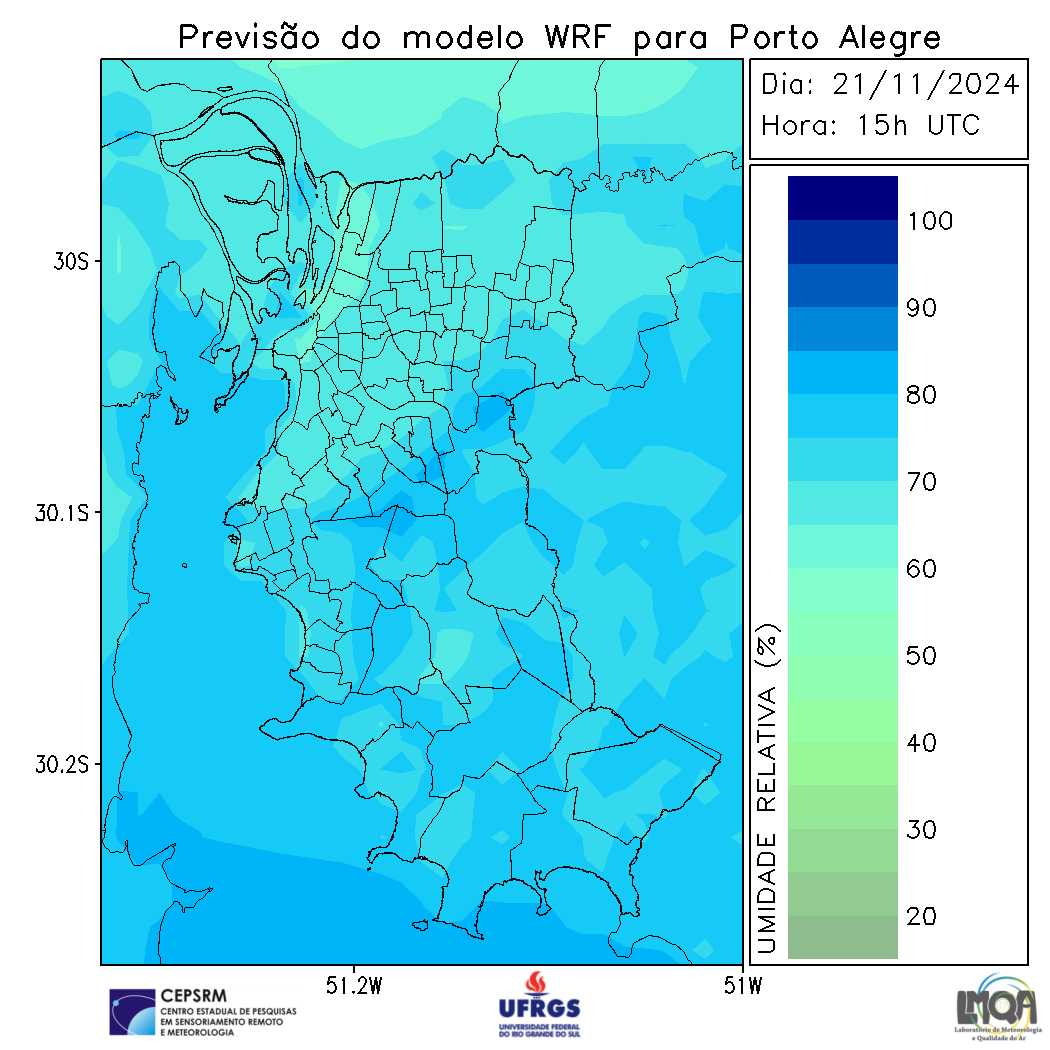 Previsão do modelo WRF para Porto Alegre
Dia: 21/11/2024
Hora: 15h UTC
100
90
80
70
60
50
40
30
20
UMIDADE RELATIVA (%)
30S
30.1S
30.2S
51.2W
51W
CEPSRM
CENTRO ESTADUAL DE PESQUISAS
EM SENSORIAMENTO REMOTO
E METEOROLOGIA
UFRGS
UNIVERSIDADE FEDERAL
DO RIO GRANDE DO SUL
LMQA
Laboratório de Meteorologia
e Qualidade do Ar